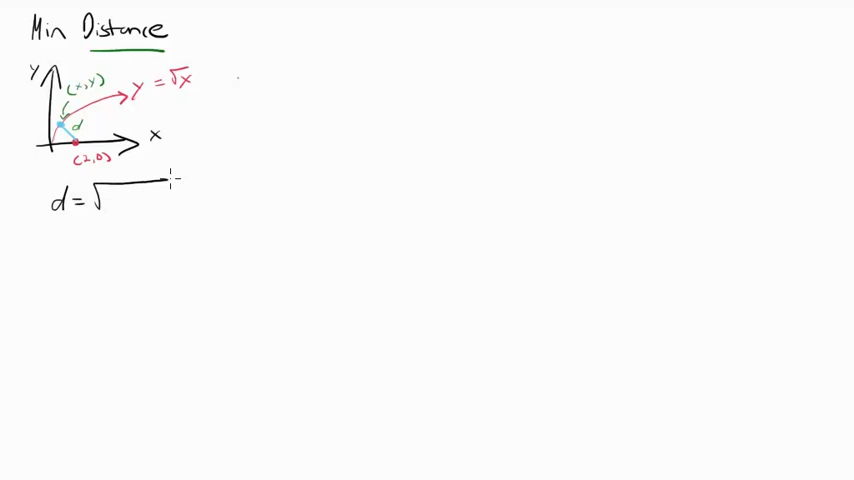 Min Distance
y
(x,y)
y = √x
d
x
(2,0)
d = √